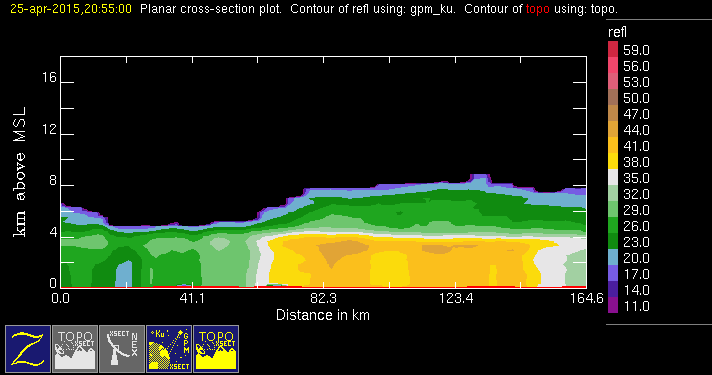 25-apr-2015,20:55:00 Planar cross-section plot. Contour of refl using: gpm_ku. Contour of topo using: topo.
refl
59.0
56.0
53.0
50.0
47.0
44.0
41.0
38.0
35.0
32.0
29.0
26.0
23.0
20.0
17.0
14.0
11.0
km above MSL
16
12
8
4
0
0.0 41.1 82.3 123.4 164.6
Distance in km
Z
TOPO
XSECT
XSECT
XSECT
Ku
GPM
XSECT
TOPO
XSECT